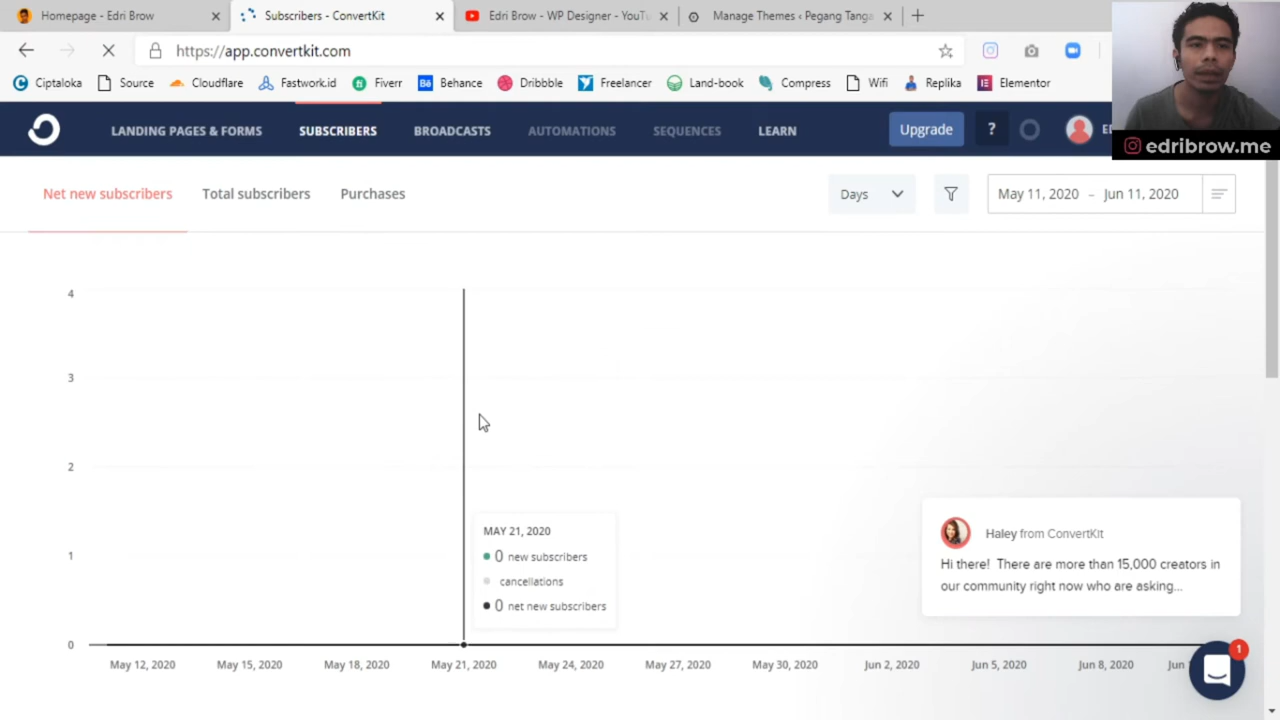 Homepage - Edri Brow
Subscribers - ConvertKit
Edri Brow - WP Designer - YouTu
Manage Themes ‹ Pegang Tanga
https://app.convertkit.com
Ciptaloka
Source
Cloudflare
Fastwork.id
Fiverr
Behance
Dribbble
Freelancer
Land-book
Compress
Wifi
Replika
Elementor
LANDING PAGES & FORMS
SUBSCRIBERS
BROADCASTS
AUTOMATIONS
SEQUENCES
LEARN
Upgrade
?
ED
edribrow.me
Net new subscribers
Total subscribers
Purchases
Days
May 11, 2020 – Jun 11, 2020
4
3
2
1
0
MAY 21, 2020
0 new subscribers
cancellations
0 net new subscribers
Haley from ConvertKit
Hi there! There are more than 15,000 creators in
our community right now who are asking...
1
May 12, 2020
May 15, 2020
May 18, 2020
May 21, 2020
May 24, 2020
May 27, 2020
May 30, 2020
Jun 2, 2020
Jun 5, 2020
Jun 8, 2020
Jun